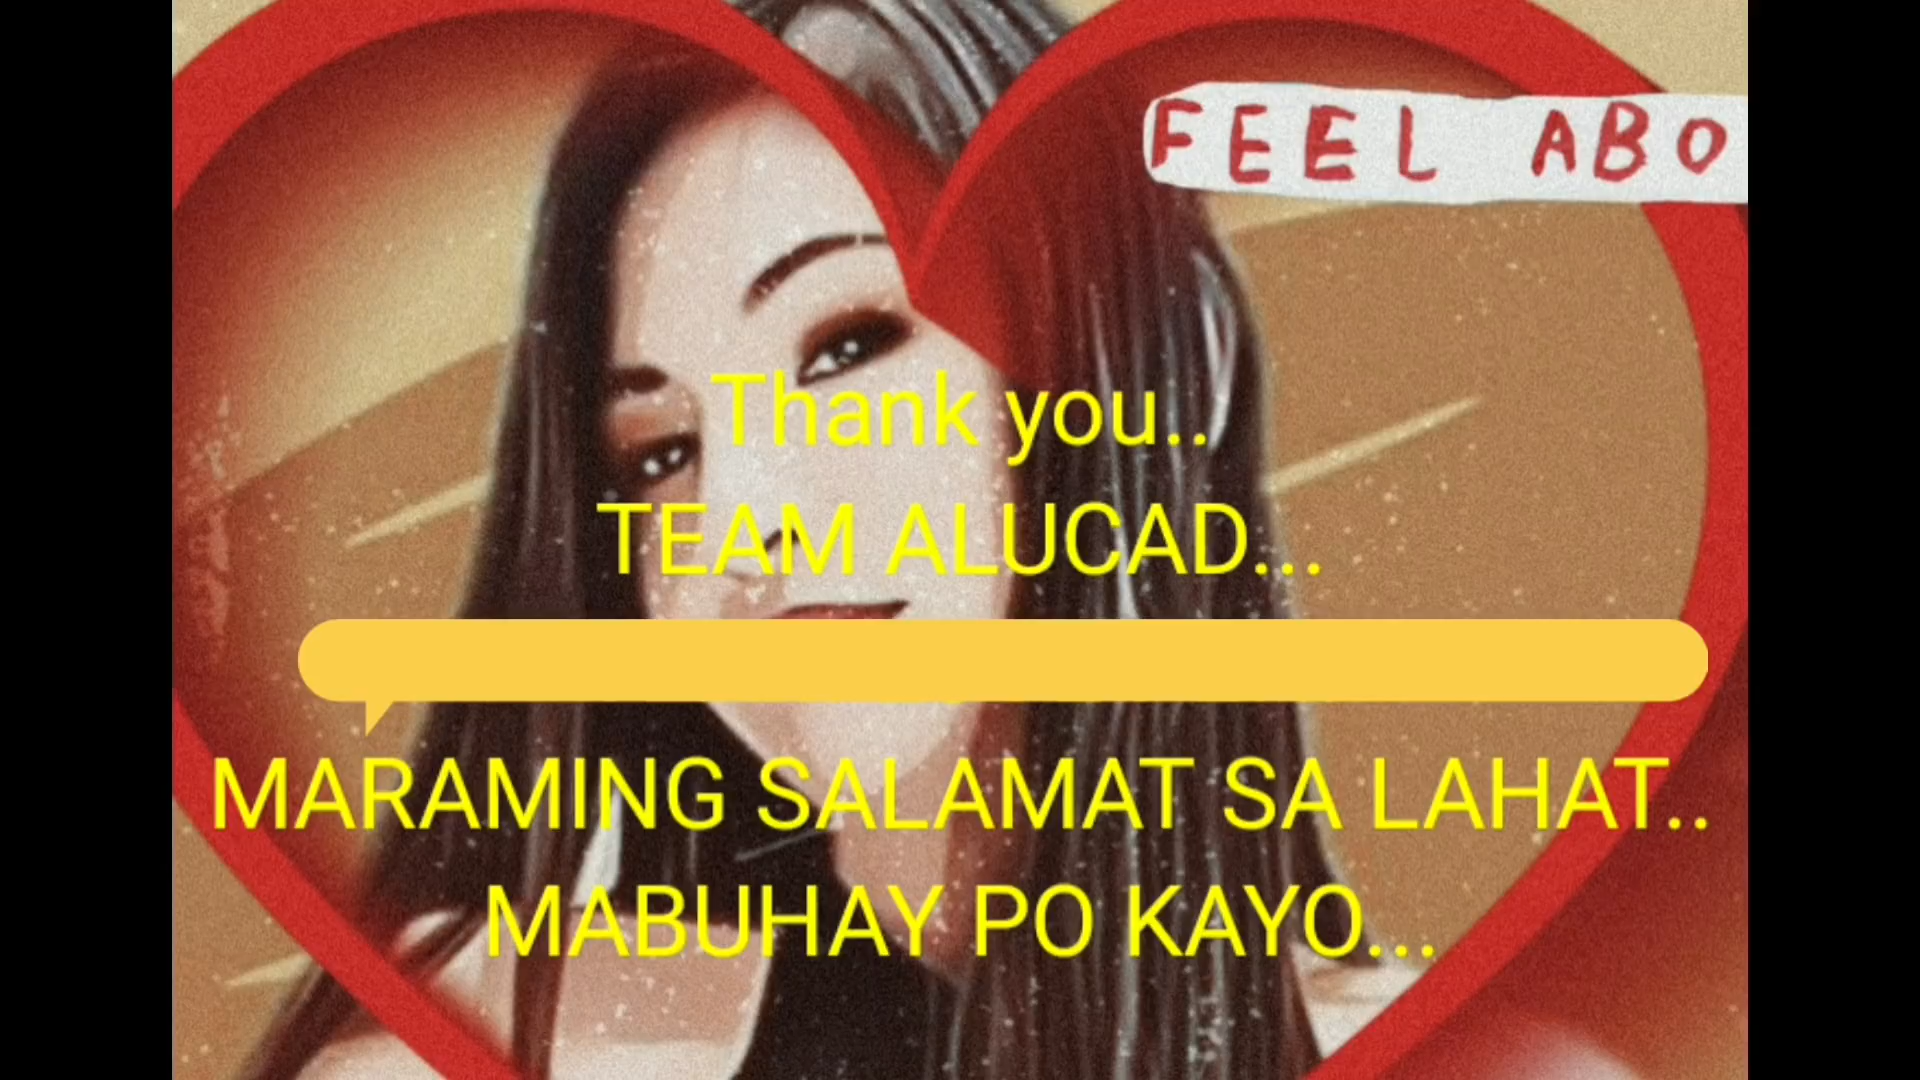 FEEL ABO
Thank you..
TEAM ALUCAD...
MARAMING SALAMAT SA LAHAT..
MABUHAY PO KAYO...